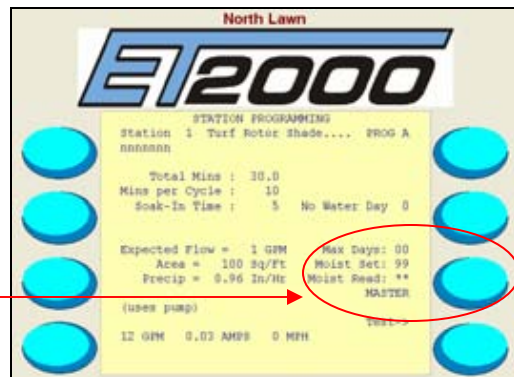 North Lawn
ET2000
STATION PROGRAMMING
Station 1 Turf Rotor Shade.... PROG A
nnnnnnn
Total Mins : 30.0
Mins per Cycle : 10
Soak-In Time : 5 No Water Day 0
Expected Flow = 1 GPM Max Days: 00
Area = 100 Sq/Ft Moist Set: 99
Precip = 0.96 In/Hr Moist Read: **
MASTER
(uses pump)
Test->
12 GPM 0.03 AMPS 0 MPH